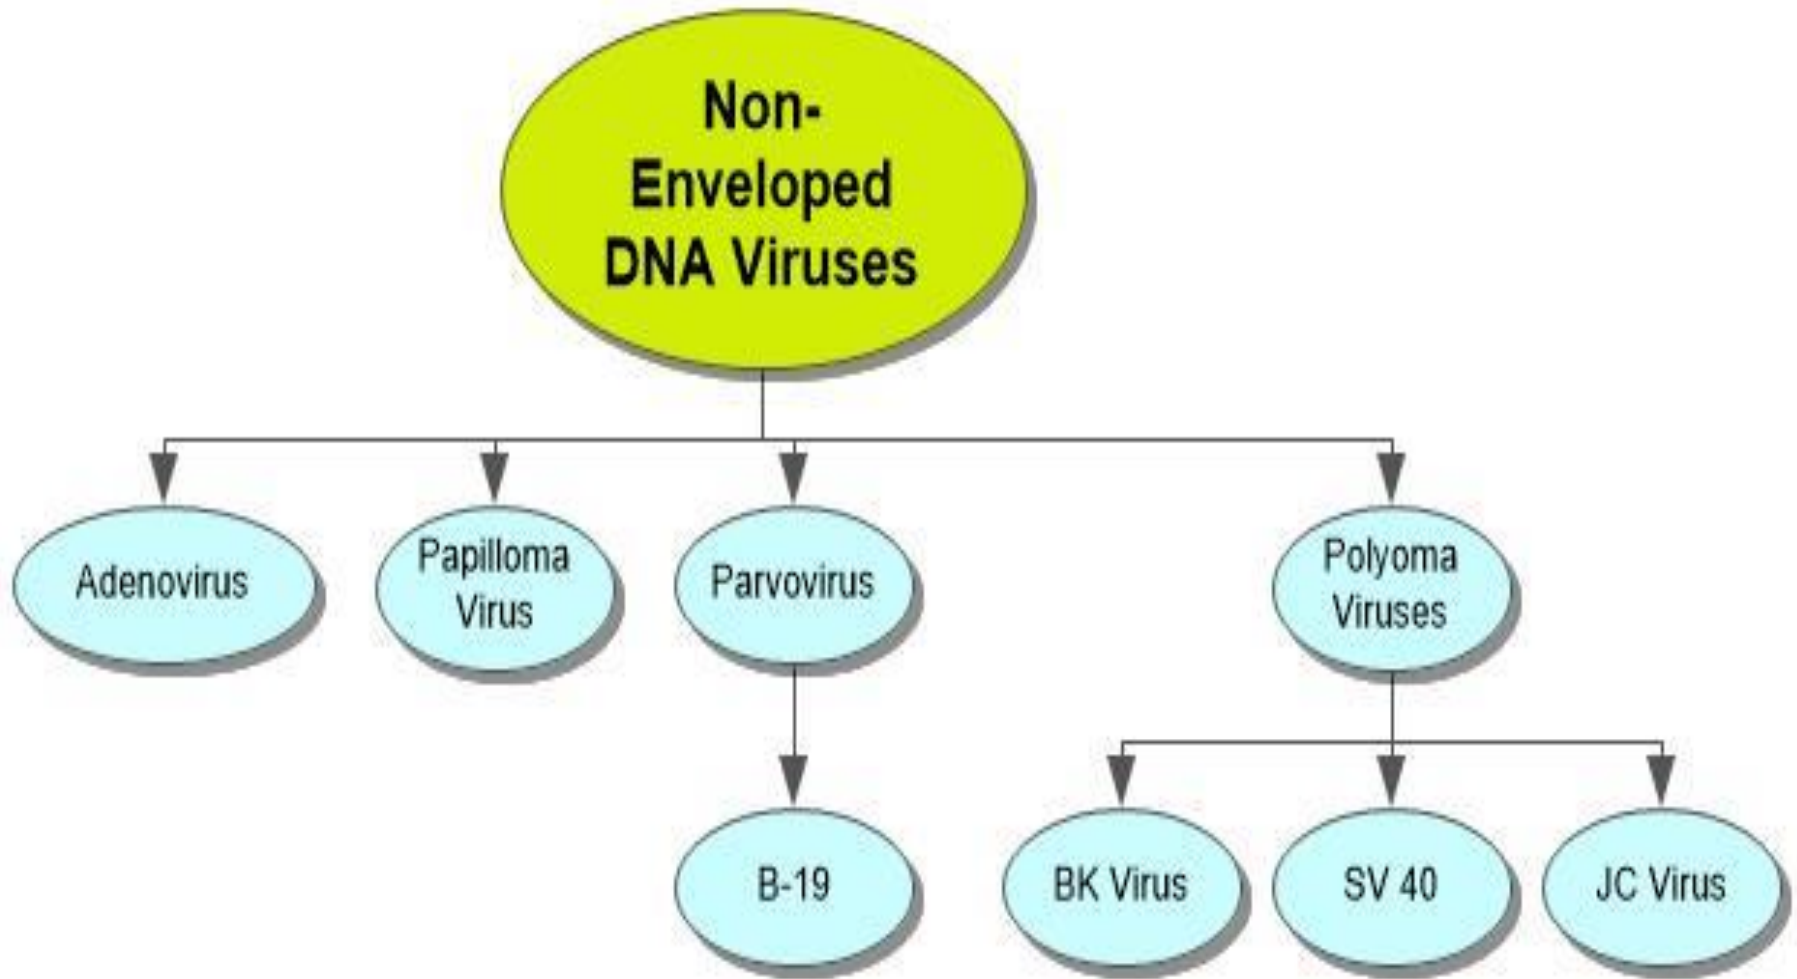 Non-
Enveloped
DNA Viruses
Adenovirus
Papilloma
Virus
Parvovirus
Polyoma
Viruses
B-19
BK Virus
SV 40
JC Virus